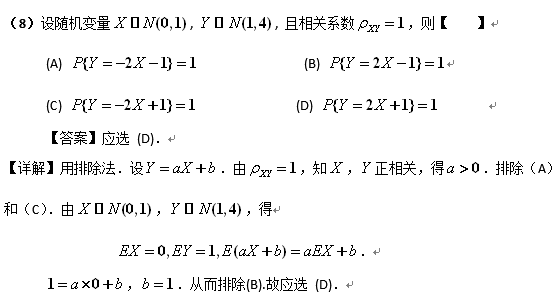 （8）设随机变量 X □ N(0,1)，Y □ N(1,4)，且相关系数 ρ_XY = 1，则【　　】
(A) P{Y = −2X −1} = 1　　(B) P{Y = 2X −1} = 1↵
(C) P{Y = −2X +1} = 1　　(D) P{Y = 2X +1} = 1　　↵
【答案】应选 (D)．↵
【详解】用排除法．设 Y = aX + b．由 ρ_XY = 1，知 X，Y 正相关，得 a > 0．排除（A）
和（C）．由 X □ N(0,1)，Y □ N(1,4)，得↵
EX = 0, EY = 1, E(aX + b) = aEX + b．↵
1 = a × 0 + b，b = 1．从而排除(B).故应选 (D)．↵